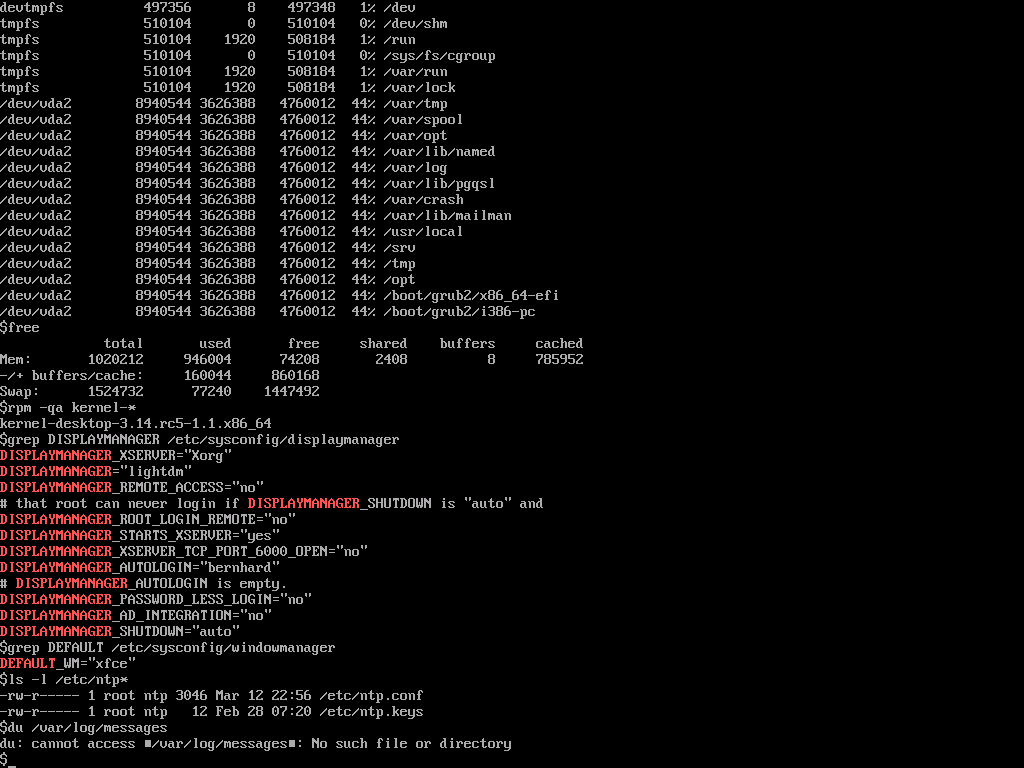 devtmpfs 497356 8 497348 1% /dev
tmpfs 510104 0 510104 0% /dev/shm
tmpfs 510104 1920 508184 1% /run
tmpfs 510104 0 510104 0% /sys/fs/cgroup
tmpfs 510104 1920 508184 1% /var/run
tmpfs 510104 1920 508184 1% /var/lock
/dev/vda2 8940544 3626388 4760012 44% /var/tmp
/dev/vda2 8940544 3626388 4760012 44% /var/spool
/dev/vda2 8940544 3626388 4760012 44% /var/opt
/dev/vda2 8940544 3626388 4760012 44% /var/lib/named
/dev/vda2 8940544 3626388 4760012 44% /var/log
/dev/vda2 8940544 3626388 4760012 44% /var/lib/pgqsl
/dev/vda2 8940544 3626388 4760012 44% /var/crash
/dev/vda2 8940544 3626388 4760012 44% /var/lib/mailman
/dev/vda2 8940544 3626388 4760012 44% /usr/local
/dev/vda2 8940544 3626388 4760012 44% /srv
/dev/vda2 8940544 3626388 4760012 44% /tmp
/dev/vda2 8940544 3626388 4760012 44% /opt
/dev/vda2 8940544 3626388 4760012 44% /boot/grub2/x86_64-efi
/dev/vda2 8940544 3626388 4760012 44% /boot/grub2/i386-pc
$free
total used free shared buffers cached
Mem: 1020212 946004 74208 2408 8 785952
-/+ buffers/cache: 160044 860168
Swap: 1524732 77240 1447492
$rpm -qa kernel-*
kernel-desktop-3.14.rc5-1.1.x86_64
$grep DISPLAYMANAGER /etc/sysconfig/displaymanager
DISPLAYMANAGER_XSERVER="Xorg"
DISPLAYMANAGER="lightdm"
DISPLAYMANAGER_REMOTE_ACCESS="no"
# that root can never login if DISPLAYMANAGER_SHUTDOWN is "auto" and
DISPLAYMANAGER_ROOT_LOGIN_REMOTE="no"
DISPLAYMANAGER_STARTS_XSERVER="yes"
DISPLAYMANAGER_XSERVER_TCP_PORT_6000_OPEN="no"
DISPLAYMANAGER_AUTOLOGIN="bernhard"
# DISPLAYMANAGER_AUTOLOGIN is empty.
DISPLAYMANAGER_PASSWORD_LESS_LOGIN="no"
DISPLAYMANAGER_AD_INTEGRATION="no"
DISPLAYMANAGER_SHUTDOWN="auto"
$grep DEFAULT /etc/sysconfig/windowmanager
DEFAULT_WM="xfce"
$ls -l /etc/ntp*
-rw-r----- 1 root ntp 3046 Mar 12 22:56 /etc/ntp.conf
-rw-r----- 1 root ntp 12 Feb 28 07:20 /etc/ntp.keys
$du /var/log/messages
du: cannot access ■/var/log/messages■: No such file or directory
$_